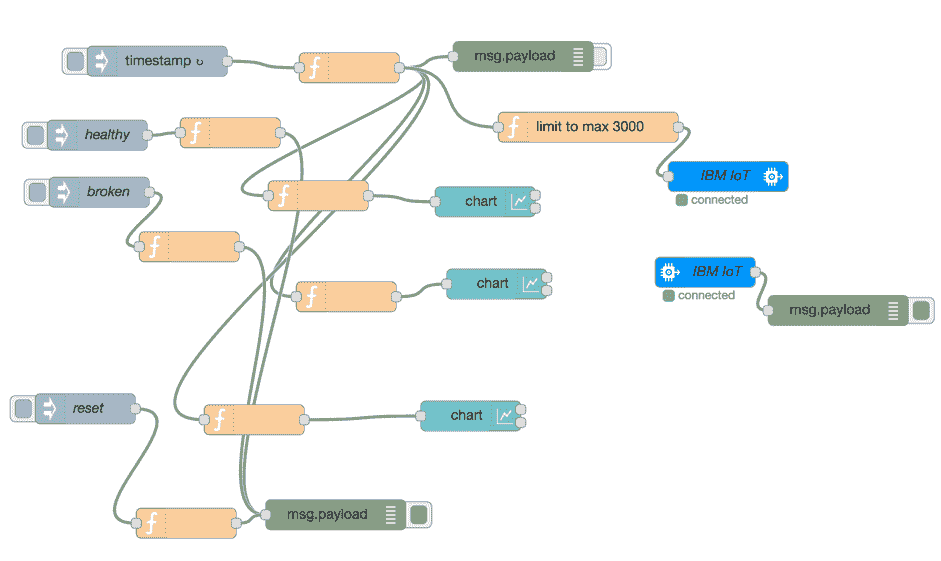 timestamp ↻
msg.payload
limit to max 3000
healthy
IBM IoT
connected
broken
chart
IBM IoT
connected
chart
msg.payload
reset
chart
msg.payload